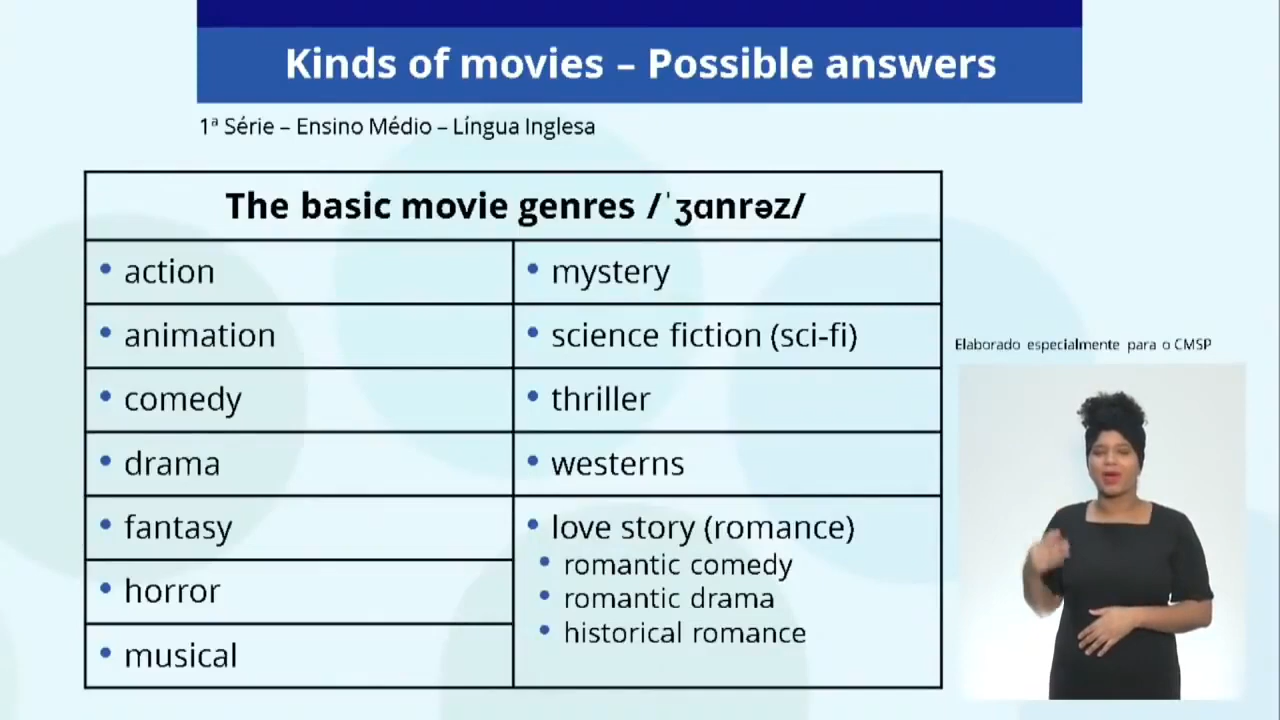 Kinds of movies – Possible answers
1ª Série – Ensino Médio – Língua Inglesa
The basic movie genres /ˈʒɑnrəz/
• action
• mystery
• animation
• science fiction (sci-fi)
• comedy
• thriller
• drama
• westerns
• fantasy
• love story (romance)
• romantic comedy
• romantic drama
• historical romance
• horror
• musical
Elaborado especialmente para o CMSP